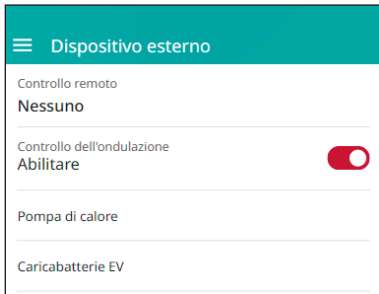 Dispositivo esterno
Controllo remoto
Nessuno
Controllo dell'ondulazione
Abilitare
Pompa di calore
Caricabatterie EV